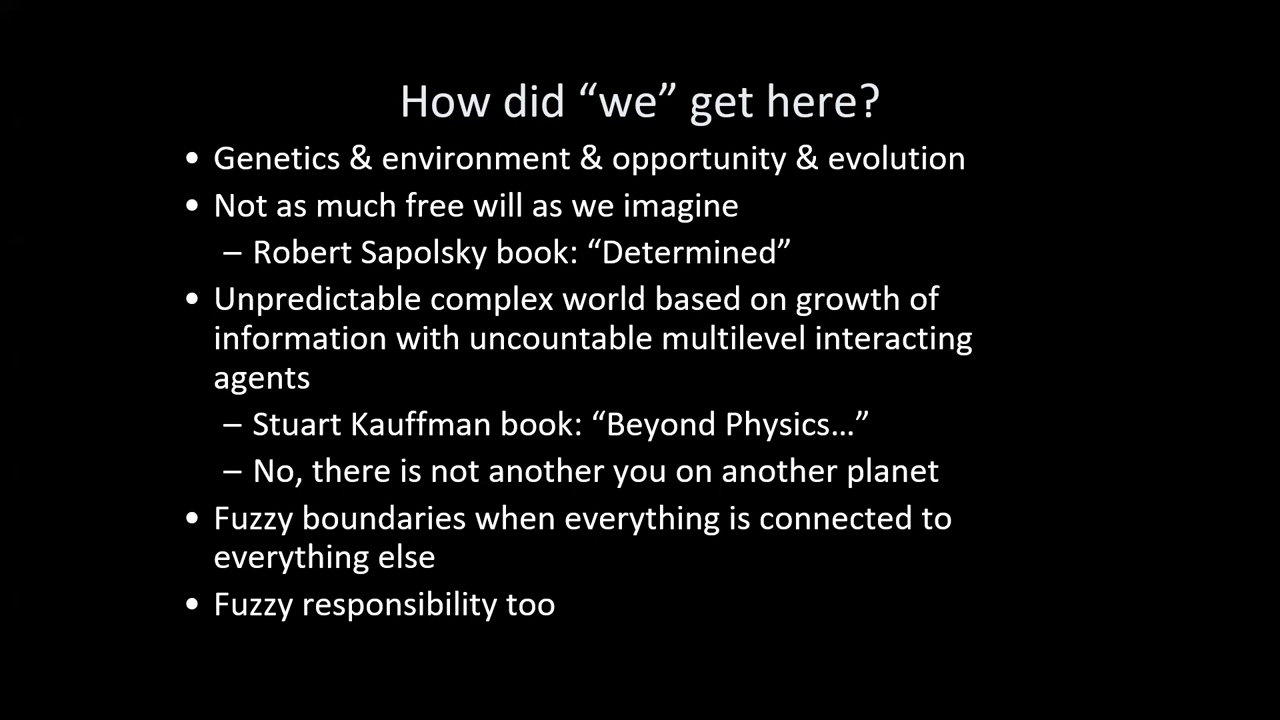 How did “we” get here?
• Genetics & environment & opportunity & evolution
• Not as much free will as we imagine
– Robert Sapolsky book: “Determined”
• Unpredictable complex world based on growth of
information with uncountable multilevel interacting
agents
– Stuart Kauffman book: “Beyond Physics…”
– No, there is not another you on another planet
• Fuzzy boundaries when everything is connected to
everything else
• Fuzzy responsibility too